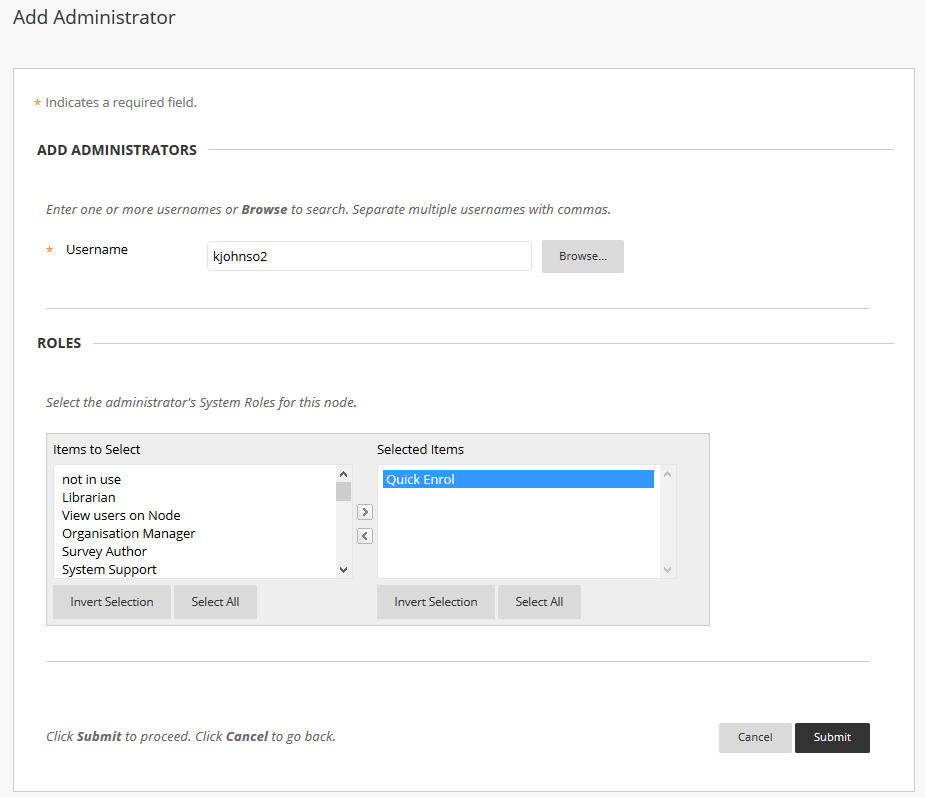 Add Administrator
* Indicates a required field.
ADD ADMINISTRATORS
Enter one or more usernames or Browse to search. Separate multiple usernames with commas.
* Username
kjohnso2
Browse...
ROLES
Select the administrator's System Roles for this node.
Items to Select
not in use
Librarian
View users on Node
Organisation Manager
Survey Author
System Support
Invert Selection
Select All
Selected Items
Quick Enrol
Invert Selection
Select All
Click Submit to proceed. Click Cancel to go back.
Cancel
Submit